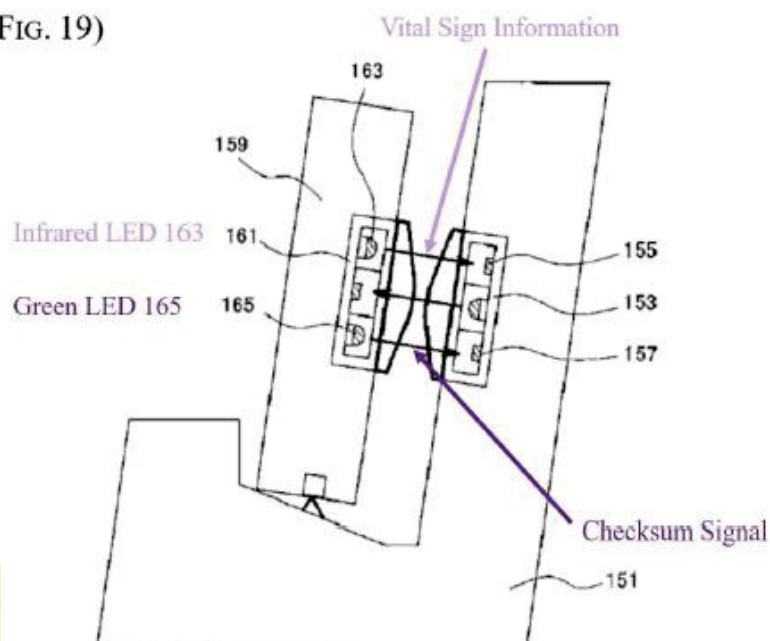 FIG. 19)
Vital Sign Information
163
159
Infrared LED 163
161
155
Green LED 165
165
153
157
Checksum Signal
151